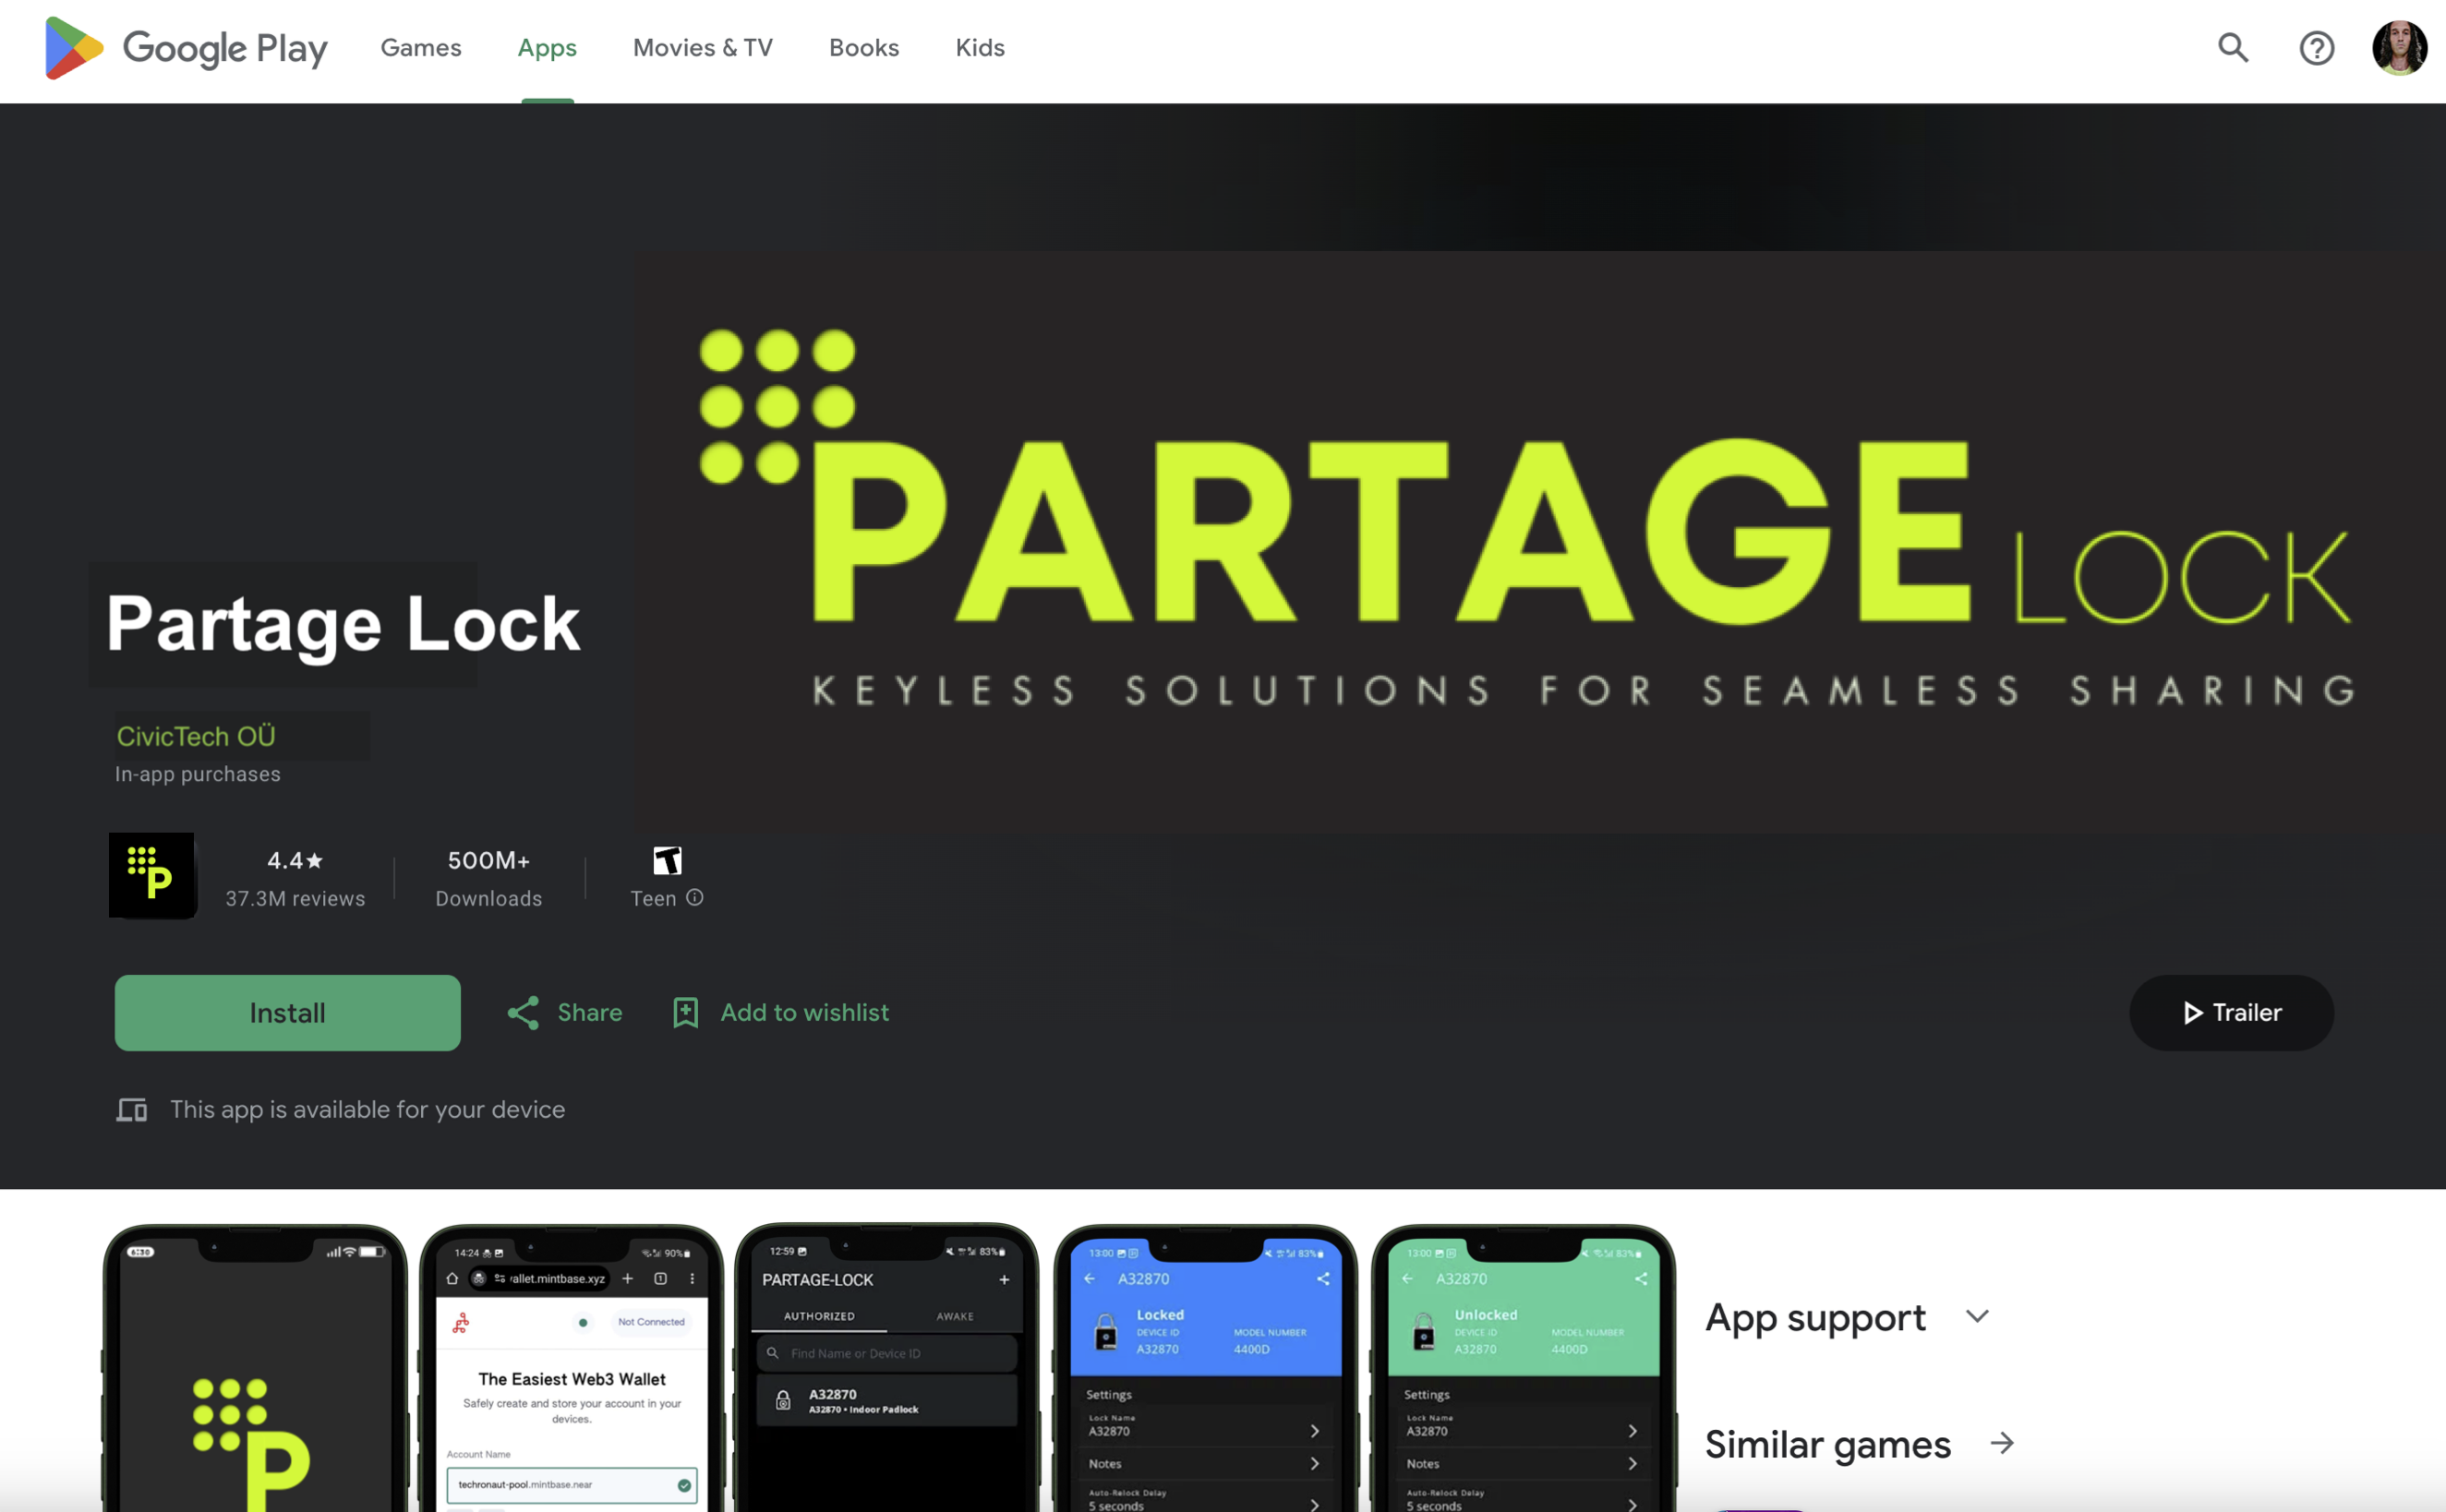 Google Play Games Apps Movies & TV Books Kids
PARTAGE LOCK
KEYLESS SOLUTIONS FOR SEAMLESS SHARING
Partage Lock
CivicTech OÜ
In-app purchases
4.4★ 500M+ T
37.3M reviews Downloads Teen
Install Share Add to wishlist Trailer
This app is available for your device
6:30
P
14:24 90%
allet.mintbase.xyz 1
Not Connected
The Easiest Web3 Wallet
Safely create and store your account in your
devices.
Account Name
techronaut-pool.mintbase.near
12:59 83%
PARTAGE-LOCK +
AUTHORIZED AWAKE
Find Name or Device ID
A32870
A32870 • Indoor Padlock
13:00 83%
A32870
Locked
DEVICE ID MODEL NUMBER
A32870 4400D
Settings
Lock Name
A32870
Notes
Auto-Relock Delay
5 seconds
13:00 83%
A32870
Unlocked
DEVICE ID MODEL NUMBER
A32870 4400D
Settings
Lock Name
A32870
Notes
Auto-Relock Delay
5 seconds
App support
Similar games